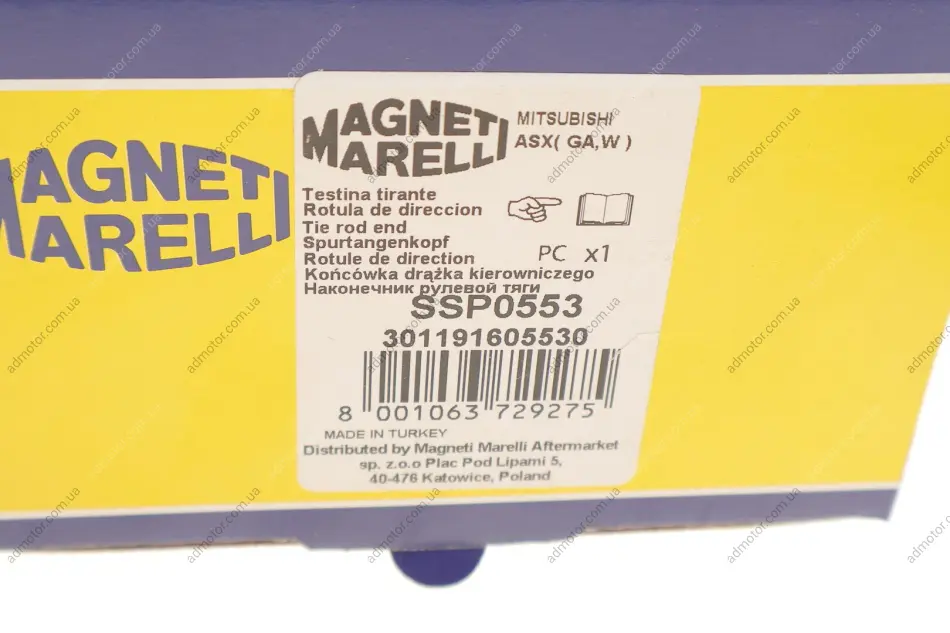 MAGNETI
MARELLI
MAGNETI
MARELLI
MITSUBISHI
ASX( GA,W )
Testina tirante
Rotula de direccion
Tie rod end
Spurtangenkopf
Rotule de direction
Końcówka drążka kierowniczego
Наконечник рулевой тяги
PC x1
SSP0553
301191605530
8 001063 729275
MADE IN TURKEY
Distributed by Magneti Marelli Aftermarket
sp. z.o.o Plac Pod Lipami 5,
40-476 Katowice, Poland
admotor.com.ua